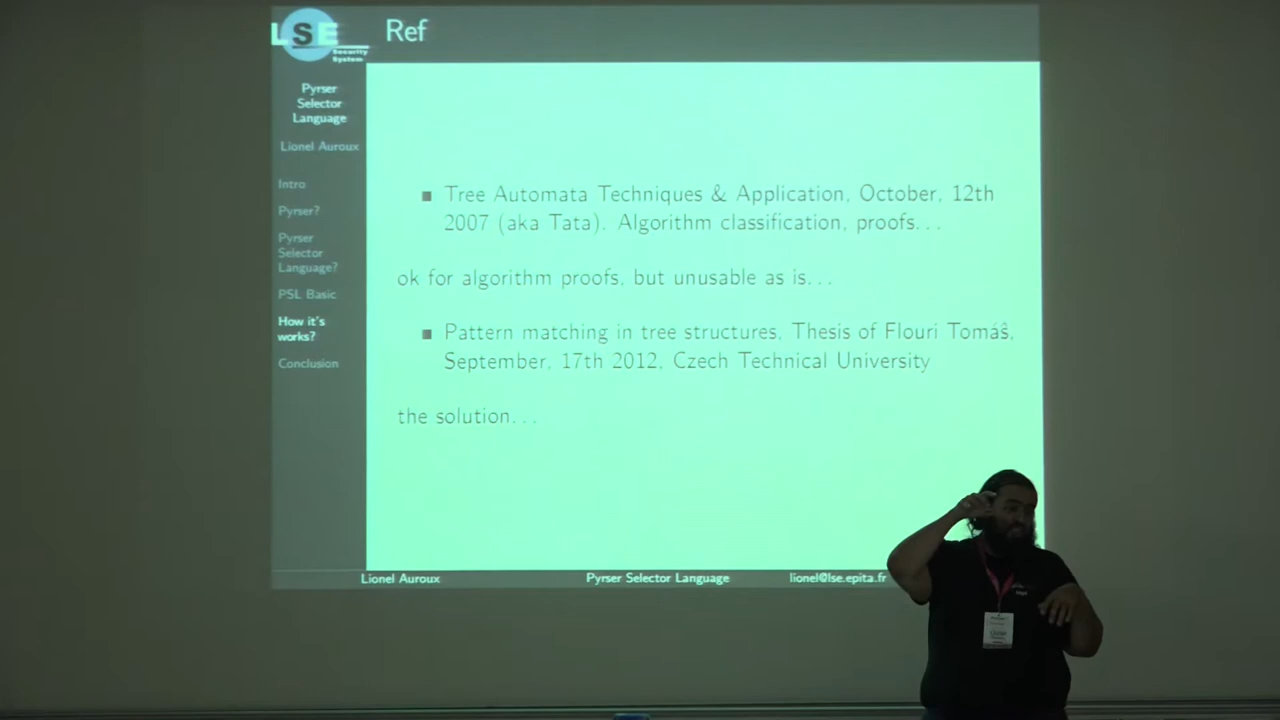 LSE
Security
System
Ref
Pyrser
Selector
Language
Lionel Auroux
Intro
Pyrser?
Pyrser
Selector
Language?
PSL Basic
How it's
works?
Conclusion
■ Tree Automata Techniques & Application, October, 12th
2007 (aka Tata). Algorithm classification, proofs...
ok for algorithm proofs, but unusable as is...
■ Pattern matching in tree structures, Thesis of Flouri Tomáŝ,
September, 17th 2012, Czech Technical University
the solution...
Lionel Auroux
Pyrser Selector Language
lionel@lse.epita.fr